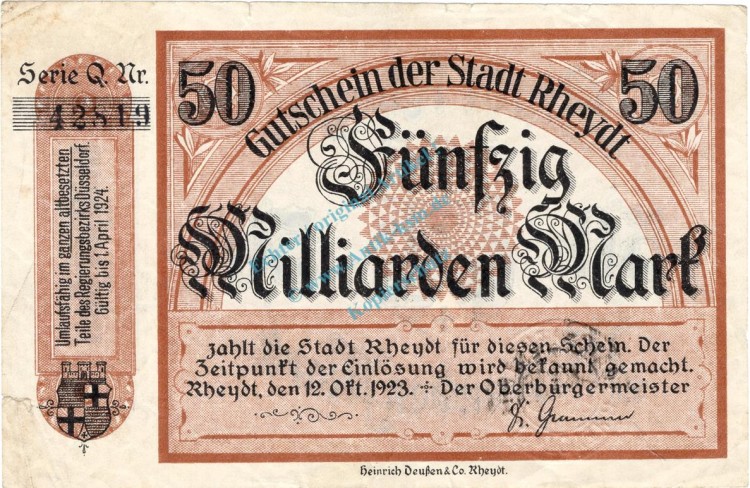 Serie Q. Nr.
42819
Umlaufsfähig im ganzen altbesetzten
Teile des Regierungsbezirks Düsseldorf.
Gültig bis 1. April 1924.
50
50
Gutschein der Stadt Rheydt
Fünfzig
Milliarden Mark
zahlt die Stadt Rheydt für diesen Schein. Der
Zeitpunkt der Einlösung wird bekannt gemacht.
Rheydt, den 12. Okt. 1923. ÷ Der Oberbürgermeister
Heinrich Deußen & Co. Rheydt.